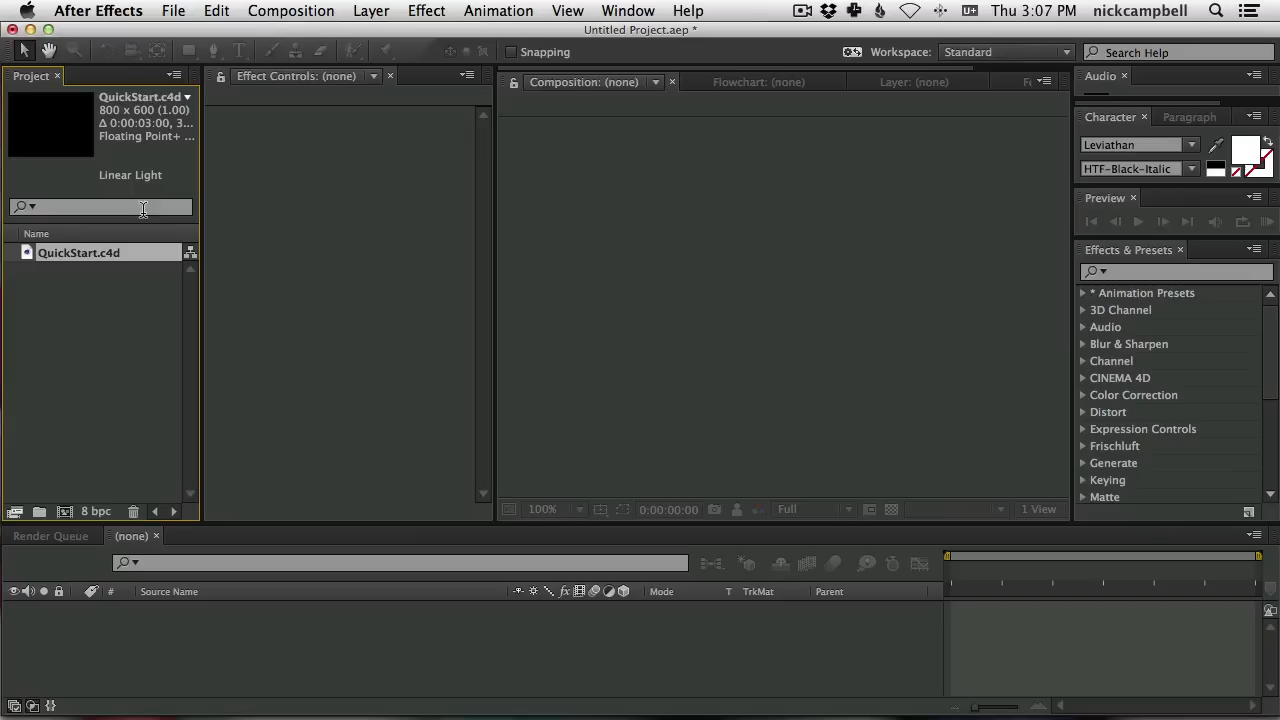 After Effects File Edit Composition Layer Effect Animation View Window Help Thu 3:07 PM nickcampbell
Untitled Project.aep *
Snapping Workspace: Standard Search Help
Project × Effect Controls: (none) Composition: (none) Flowchart: (none) Layer: (none) Audio
QuickStart.c4d
800 x 600 (1.00)
Δ 0:00:03:00, 3...
Floating Point+ ...
Linear Light
Name
QuickStart.c4d
8 bpc
100% 0:00:00:00 Full 1 View
Character Paragraph
Leviathan
HTF-Black-Italic
Preview
Effects & Presets
* Animation Presets
3D Channel
Audio
Blur & Sharpen
Channel
CINEMA 4D
Color Correction
Distort
Expression Controls
Frischluft
Generate
Keying
Matte
Render Queue (none)
# Source Name fx Mode T TrkMat Parent